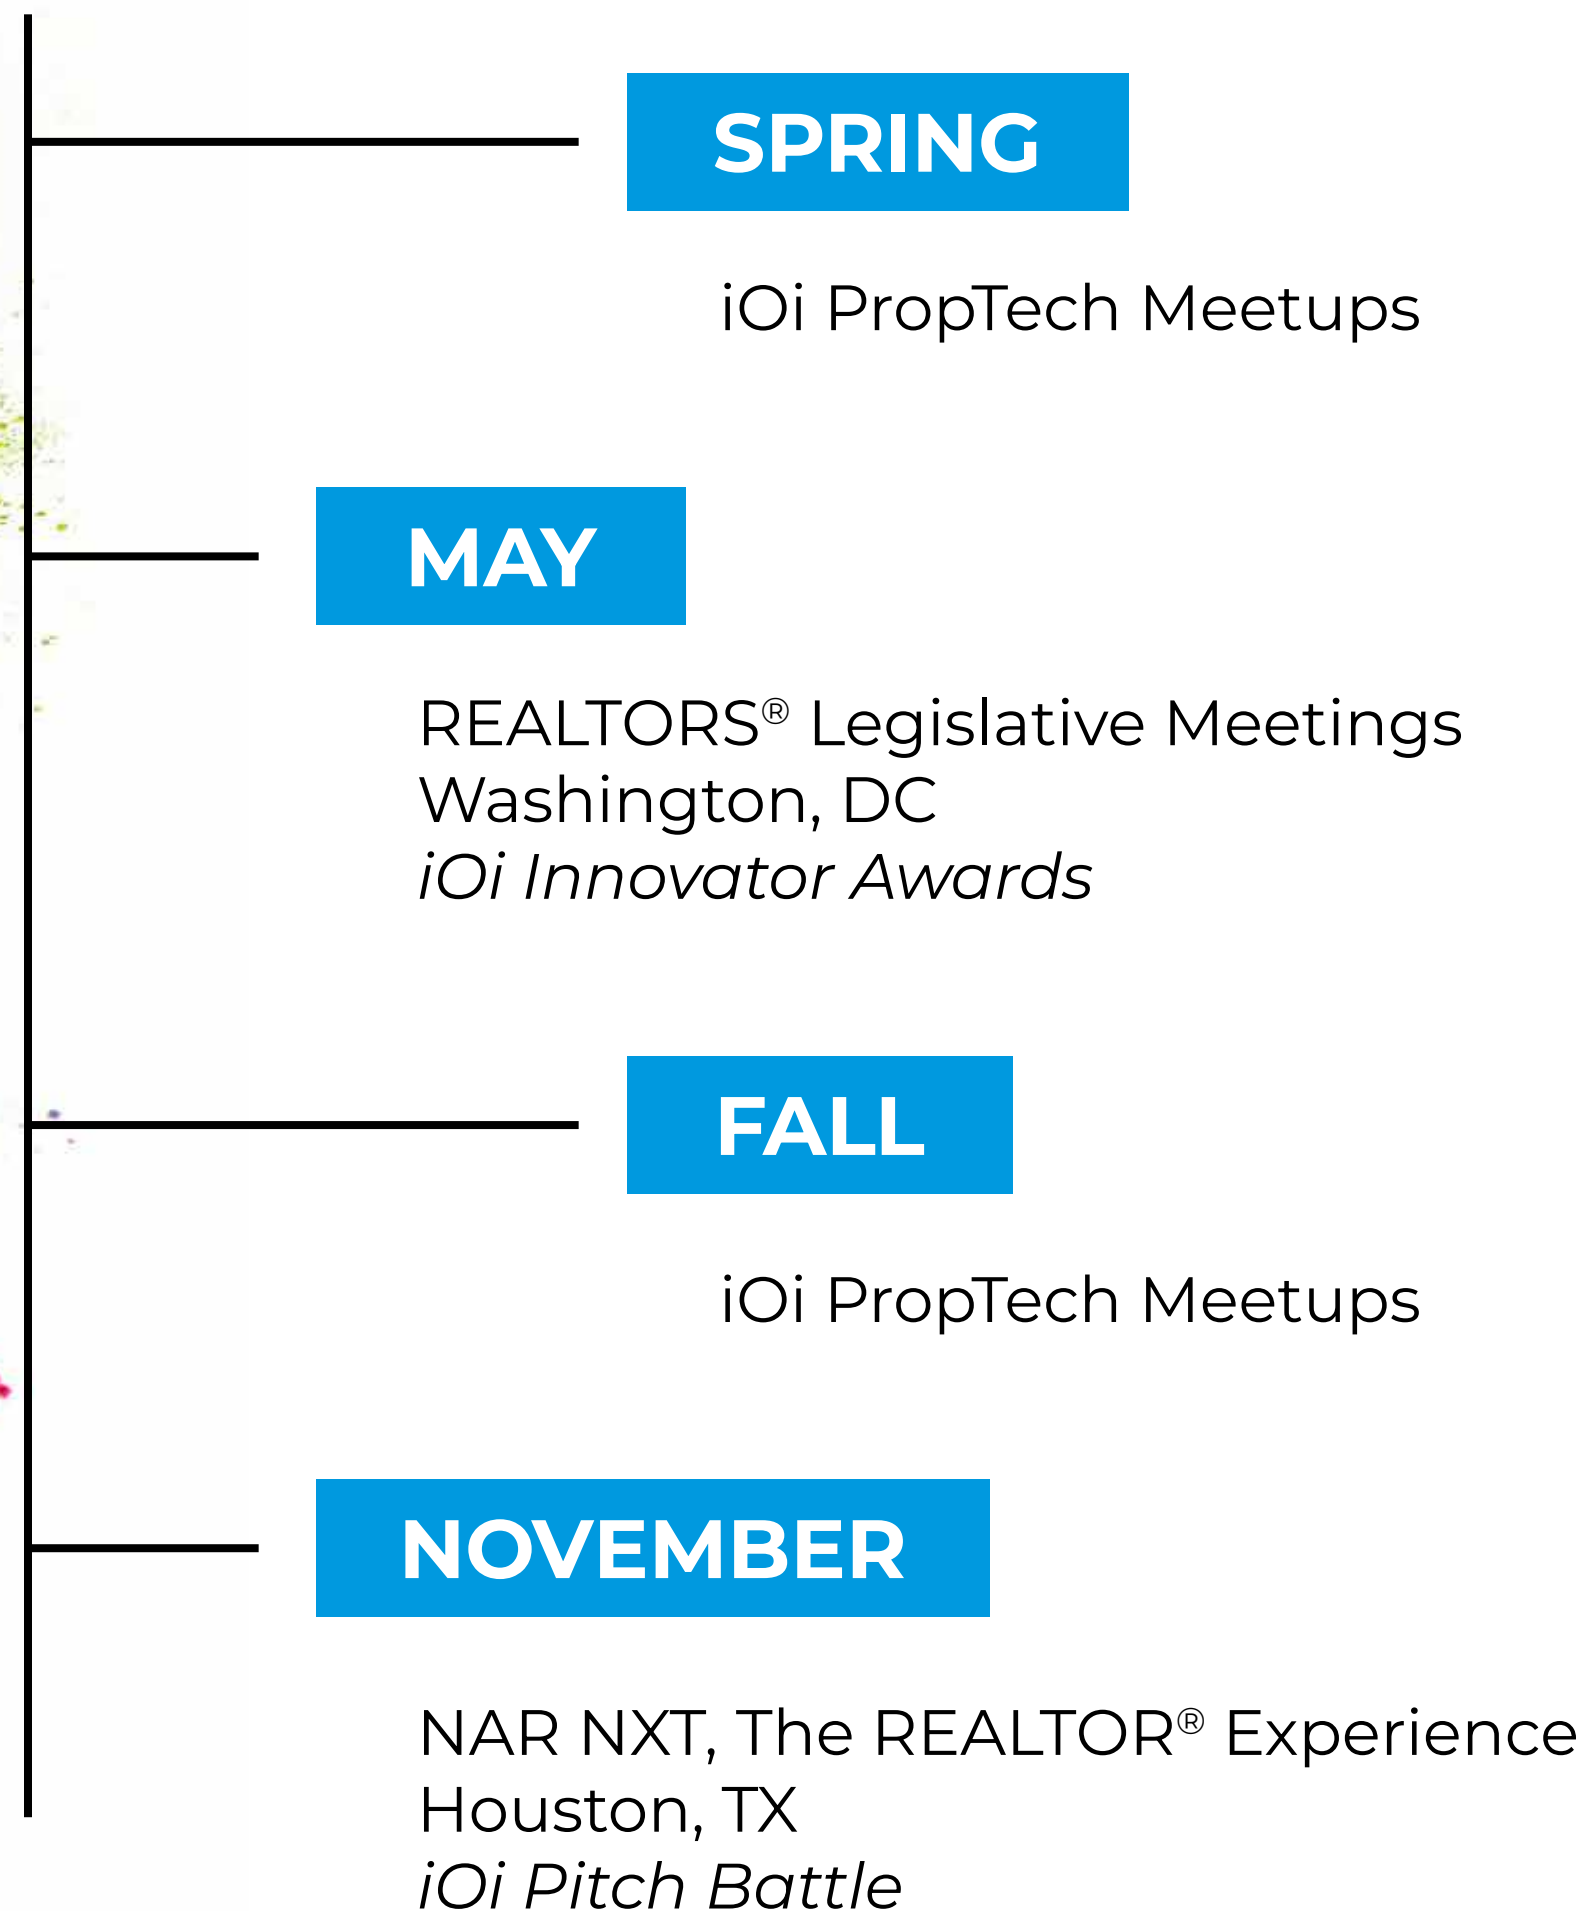 SPRING
iOi PropTech Meetups
MAY
REALTORS® Legislative Meetings
Washington, DC
iOi Innovator Awards
FALL
iOi PropTech Meetups
NOVEMBER
NAR NXT, The REALTOR® Experience
Houston, TX
iOi Pitch Battle